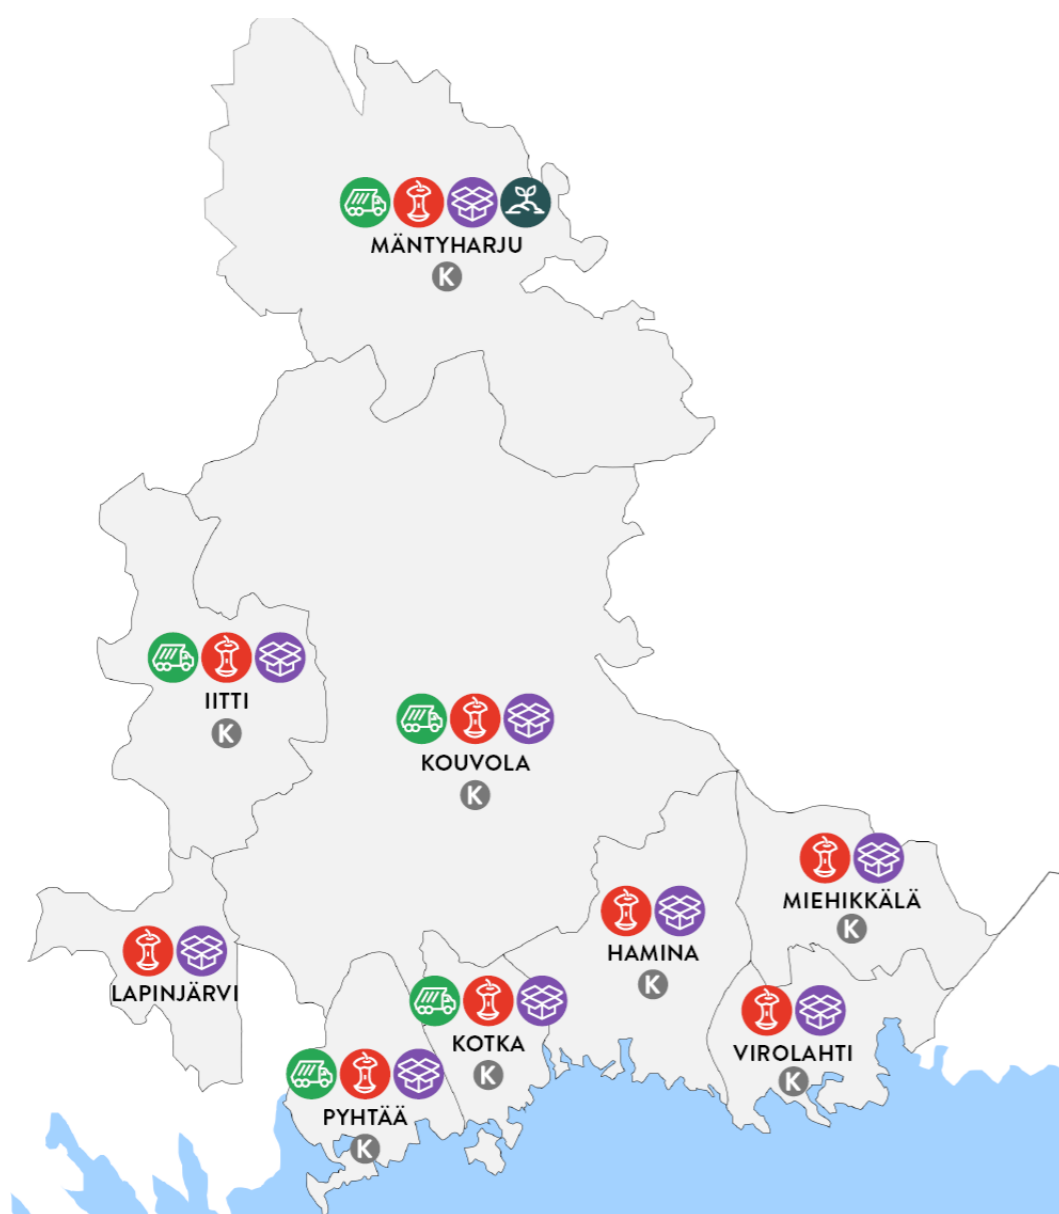 MÄNTYHARJU
K
IITTI
K
KOUVOLA
K
MIEHIKKÄLÄ
K
HAMINA
K
LAPINJÄRVI
KOTKA
K
VIROLAHTI
K
PYHTÄÄ
K